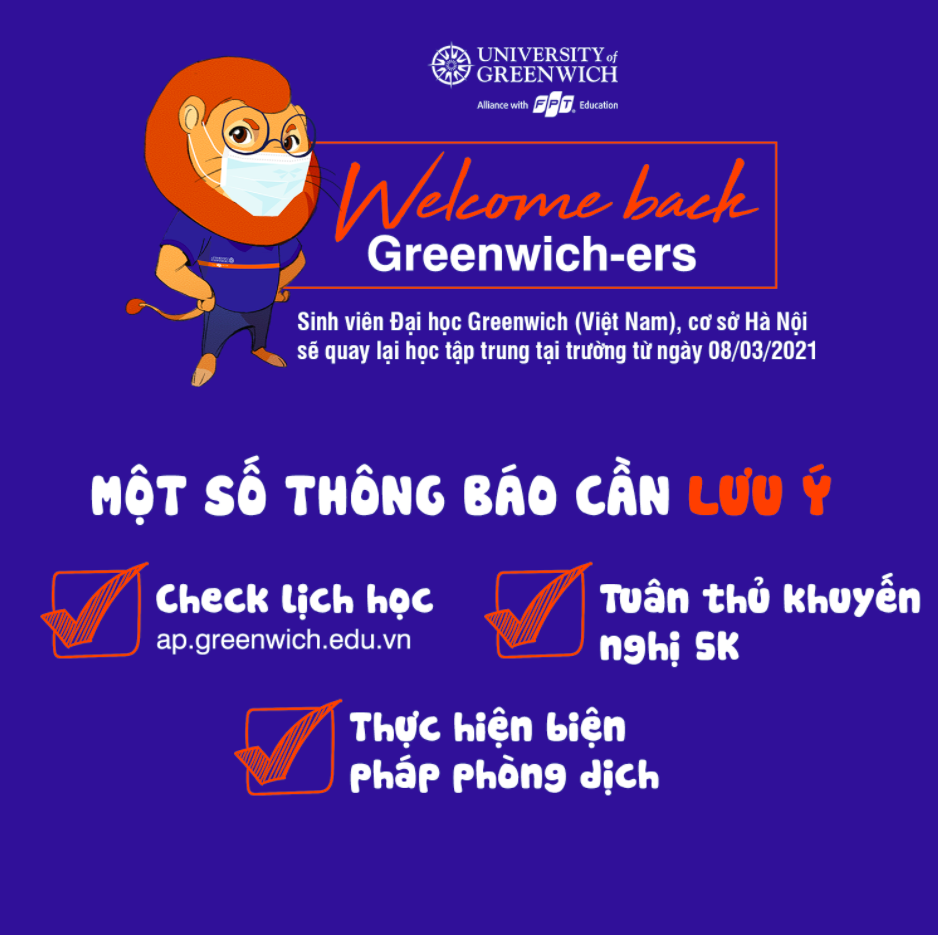 UNIVERSITY of
GREENWICH
Alliance with FPT Education
Welcome back
Greenwich-ers
Sinh viên Đại học Greenwich (Việt Nam), cơ sở Hà Nội
sẽ quay lại học tập trung tại trường từ ngày 08/03/2021
MỘT SỐ THÔNG BÁO CẦN LƯU Ý
Check lịch học
ap.greenwich.edu.vn
Tuân thủ khuyến
nghị 5K
Thực hiện biện
pháp phòng dịch